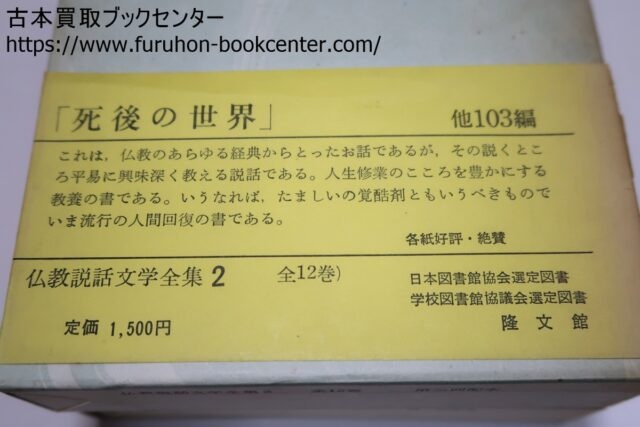 古本買取ブックセンター
https://www.furuhon-bookcenter.com/
「死後の世界」 他103編
これは，仏教のあらゆる経典からとったお話であるが，その説くとこ
ろ平易に興味深く教える説話である。人生修業のこころを豊かにする
教養の書である。いうなれば，たましいの覚酷剤ともいうべきもので
いま流行の人間回復の書である。
各紙好評・絶賛
仏教説話文学全集2 全12巻)
日本図書館協会選定図書
学校図書館協議会選定図書
定価 1,500円
隆文館